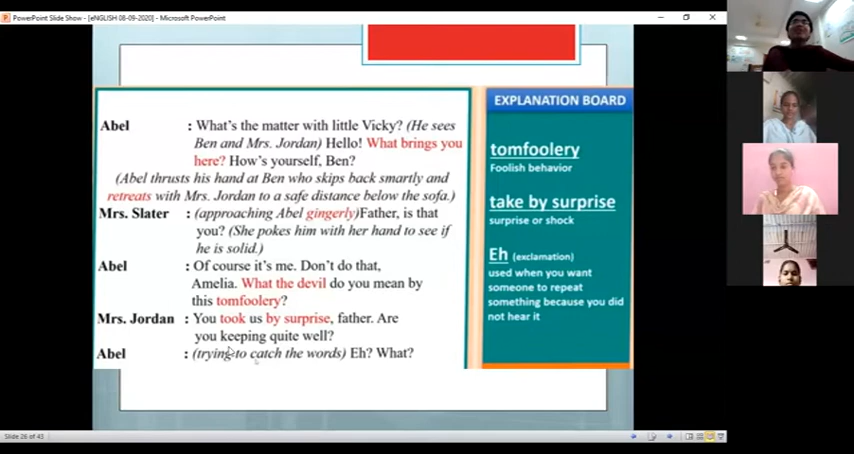 PowerPoint Slide Show - [eNGLISH 08-09-2020] - Microsoft PowerPoint
Abel : What's the matter with little Vicky? (He sees
Ben and Mrs. Jordan) Hello! What brings you
here? How's yourself, Ben?
(Abel thrusts his hand at Ben who skips back smartly and
retreats with Mrs. Jordan to a safe distance below the sofa.)
Mrs. Slater : (approaching Abel gingerly)Father, is that
you? (She pokes him with her hand to see if
he is solid.)
Abel : Of course it's me. Don't do that,
Amelia. What the devil do you mean by
this tomfoolery?
Mrs. Jordan : You took us by surprise, father. Are
you keeping quite well?
Abel : (trying to catch the words) Eh? What?
EXPLANATION BOARD
tomfoolery
Foolish behavior
take by surprise
surprise or shock
Eh (exclamation)
used when you want
someone to repeat
something because you did
not hear it
Slide 26 of 43